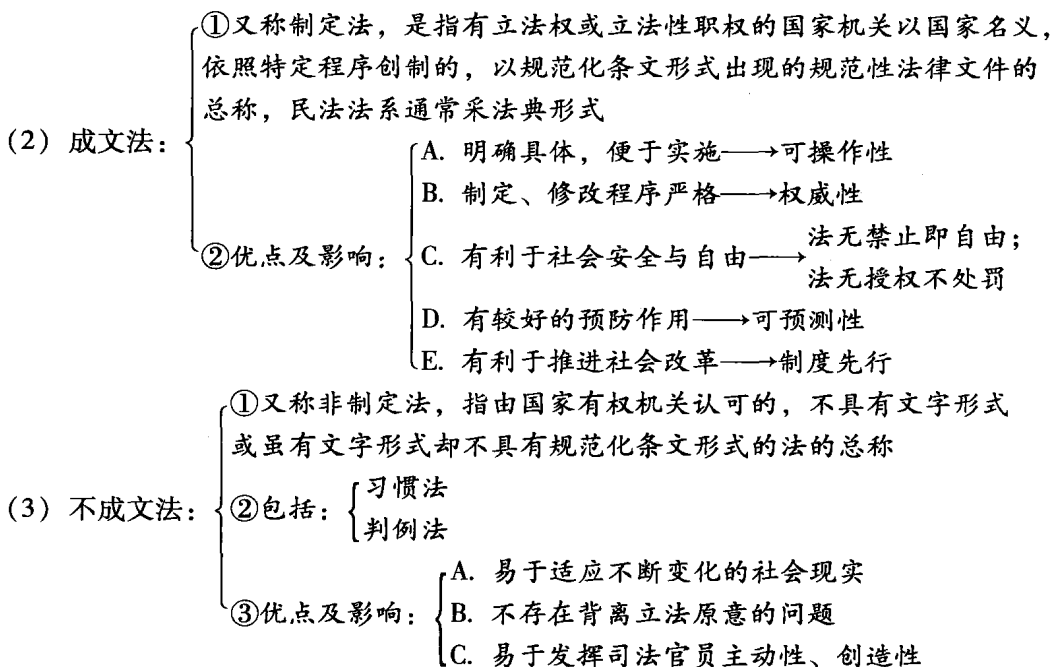 ①又称制定法，是指有立法权或立法性职权的国家机关以国家名义，
依照特定程序创制的，以规范化条文形式出现的规范性法律文件的
总称，民法法系通常采法典形式
(2) 成文法：
A. 明确具体，便于实施→可操作性
B. 制定、修改程序严格→权威性
②优点及影响：
C. 有利于社会安全与自由→法无禁止即自由；
法无授权不处罚
D. 有较好的预防作用→可预测性
E. 有利于推进社会改革→制度先行
①又称非制定法，指由国家有权机关认可的，不具有文字形式
或虽有文字形式却不具有规范化条文形式的法的总称
(3) 不成文法：
②包括：
习惯法
判例法
③优点及影响：
A. 易于适应不断变化的社会现实
B. 不存在背离立法原意的问题
C. 易于发挥司法官员主动性、创造性